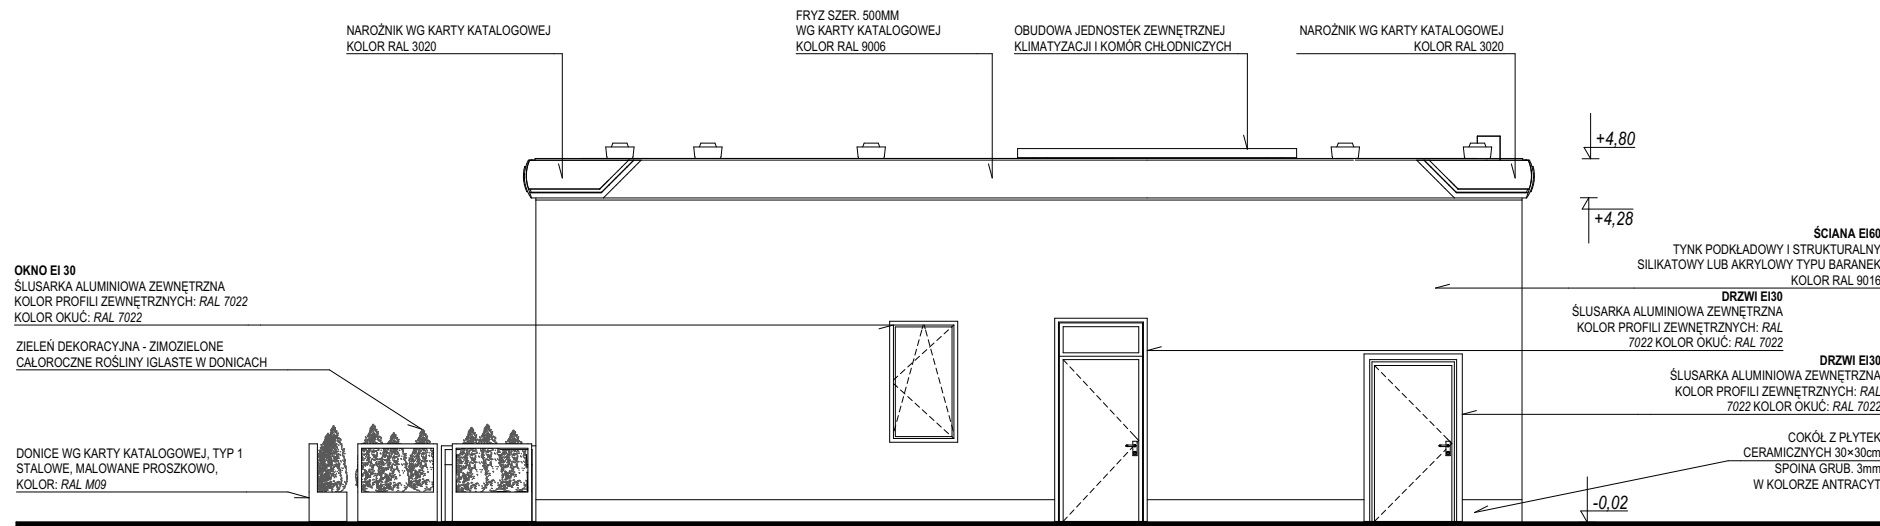 NAROŻNIK WG KARTY KATALOGOWEJ
KOLOR RAL 3020
FRYZ SZER. 500MM
WG KARTY KATALOGOWEJ
KOLOR RAL 9006
OBUDOWA JEDNOSTEK ZEWNĘTRZNEJ
KLIMATYZACJI I KOMÓR CHŁODNICZYCH
NAROŻNIK WG KARTY KATALOGOWEJ
KOLOR RAL 3020
+4,80
+4,28
ŚCIANA EI60
TYNK PODKŁADOWY I STRUKTURALNY
SILIKATOWY LUB AKRYLOWY TYPU BARANEK
KOLOR RAL 9016
OKNO EI 30
ŚLUSARKA ALUMINIOWA ZEWNĘTRZNA
KOLOR PROFILI ZEWNĘTRZNYCH: RAL 7022
KOLOR OKUĆ: RAL 7022
DRZWI EI30
ŚLUSARKA ALUMINIOWA ZEWNĘTRZNA
KOLOR PROFILI ZEWNĘTRZNYCH: RAL
7022 KOLOR OKUĆ: RAL 7022
ZIELEŃ DEKORACYJNA - ZIMOZIELONE
CAŁOROCZNE ROŚLINY IGLASTE W DONICACH
DRZWI EI30
ŚLUSARKA ALUMINIOWA ZEWNĘTRZNA
KOLOR PROFILI ZEWNĘTRZNYCH: RAL
7022 KOLOR OKUĆ: RAL 7022
DONICE WG KARTY KATALOGOWEJ, TYP 1
STALOWE, MALOWANE PROSZKOWO,
KOLOR: RAL M09
COKÓŁ Z PŁYTEK
CERAMICZNYCH 30×30cm
SPOINA GRUB. 3mm
W KOLORZE ANTRACYT
-0,02